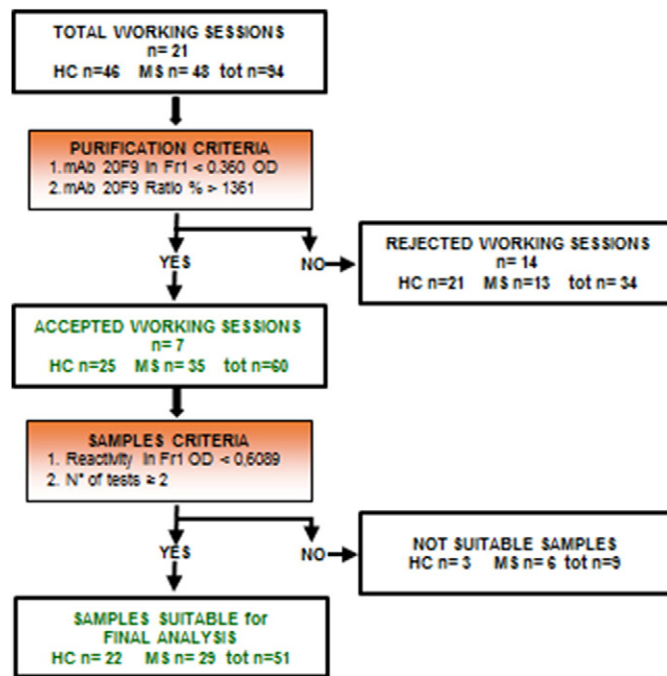 TOTAL WORKING SESSIONS
n= 21
HC n=46 MS n= 48 tot n=94
PURIFICATION CRITERIA
1. mAb 20F9 in Fr1 < 0.360 OD
2. mAb 20F9 Ratio % > 1361
YES
NO
REJECTED WORKING SESSIONS
n= 14
HC n=21 MS n=13 tot n= 34
ACCEPTED WORKING SESSIONS
n= 7
HC n=25 MS n= 35 tot n=60
SAMPLES CRITERIA
1. Reactivity in Fr1 OD < 0,6089
2. N° of tests ≥ 2
YES
NO
NOT SUITABLE SAMPLES
HC n= 3 MS n= 6 tot n=9
SAMPLES SUITABLE for
FINAL ANALYSIS
HC n= 22 MS n= 29 tot n=51